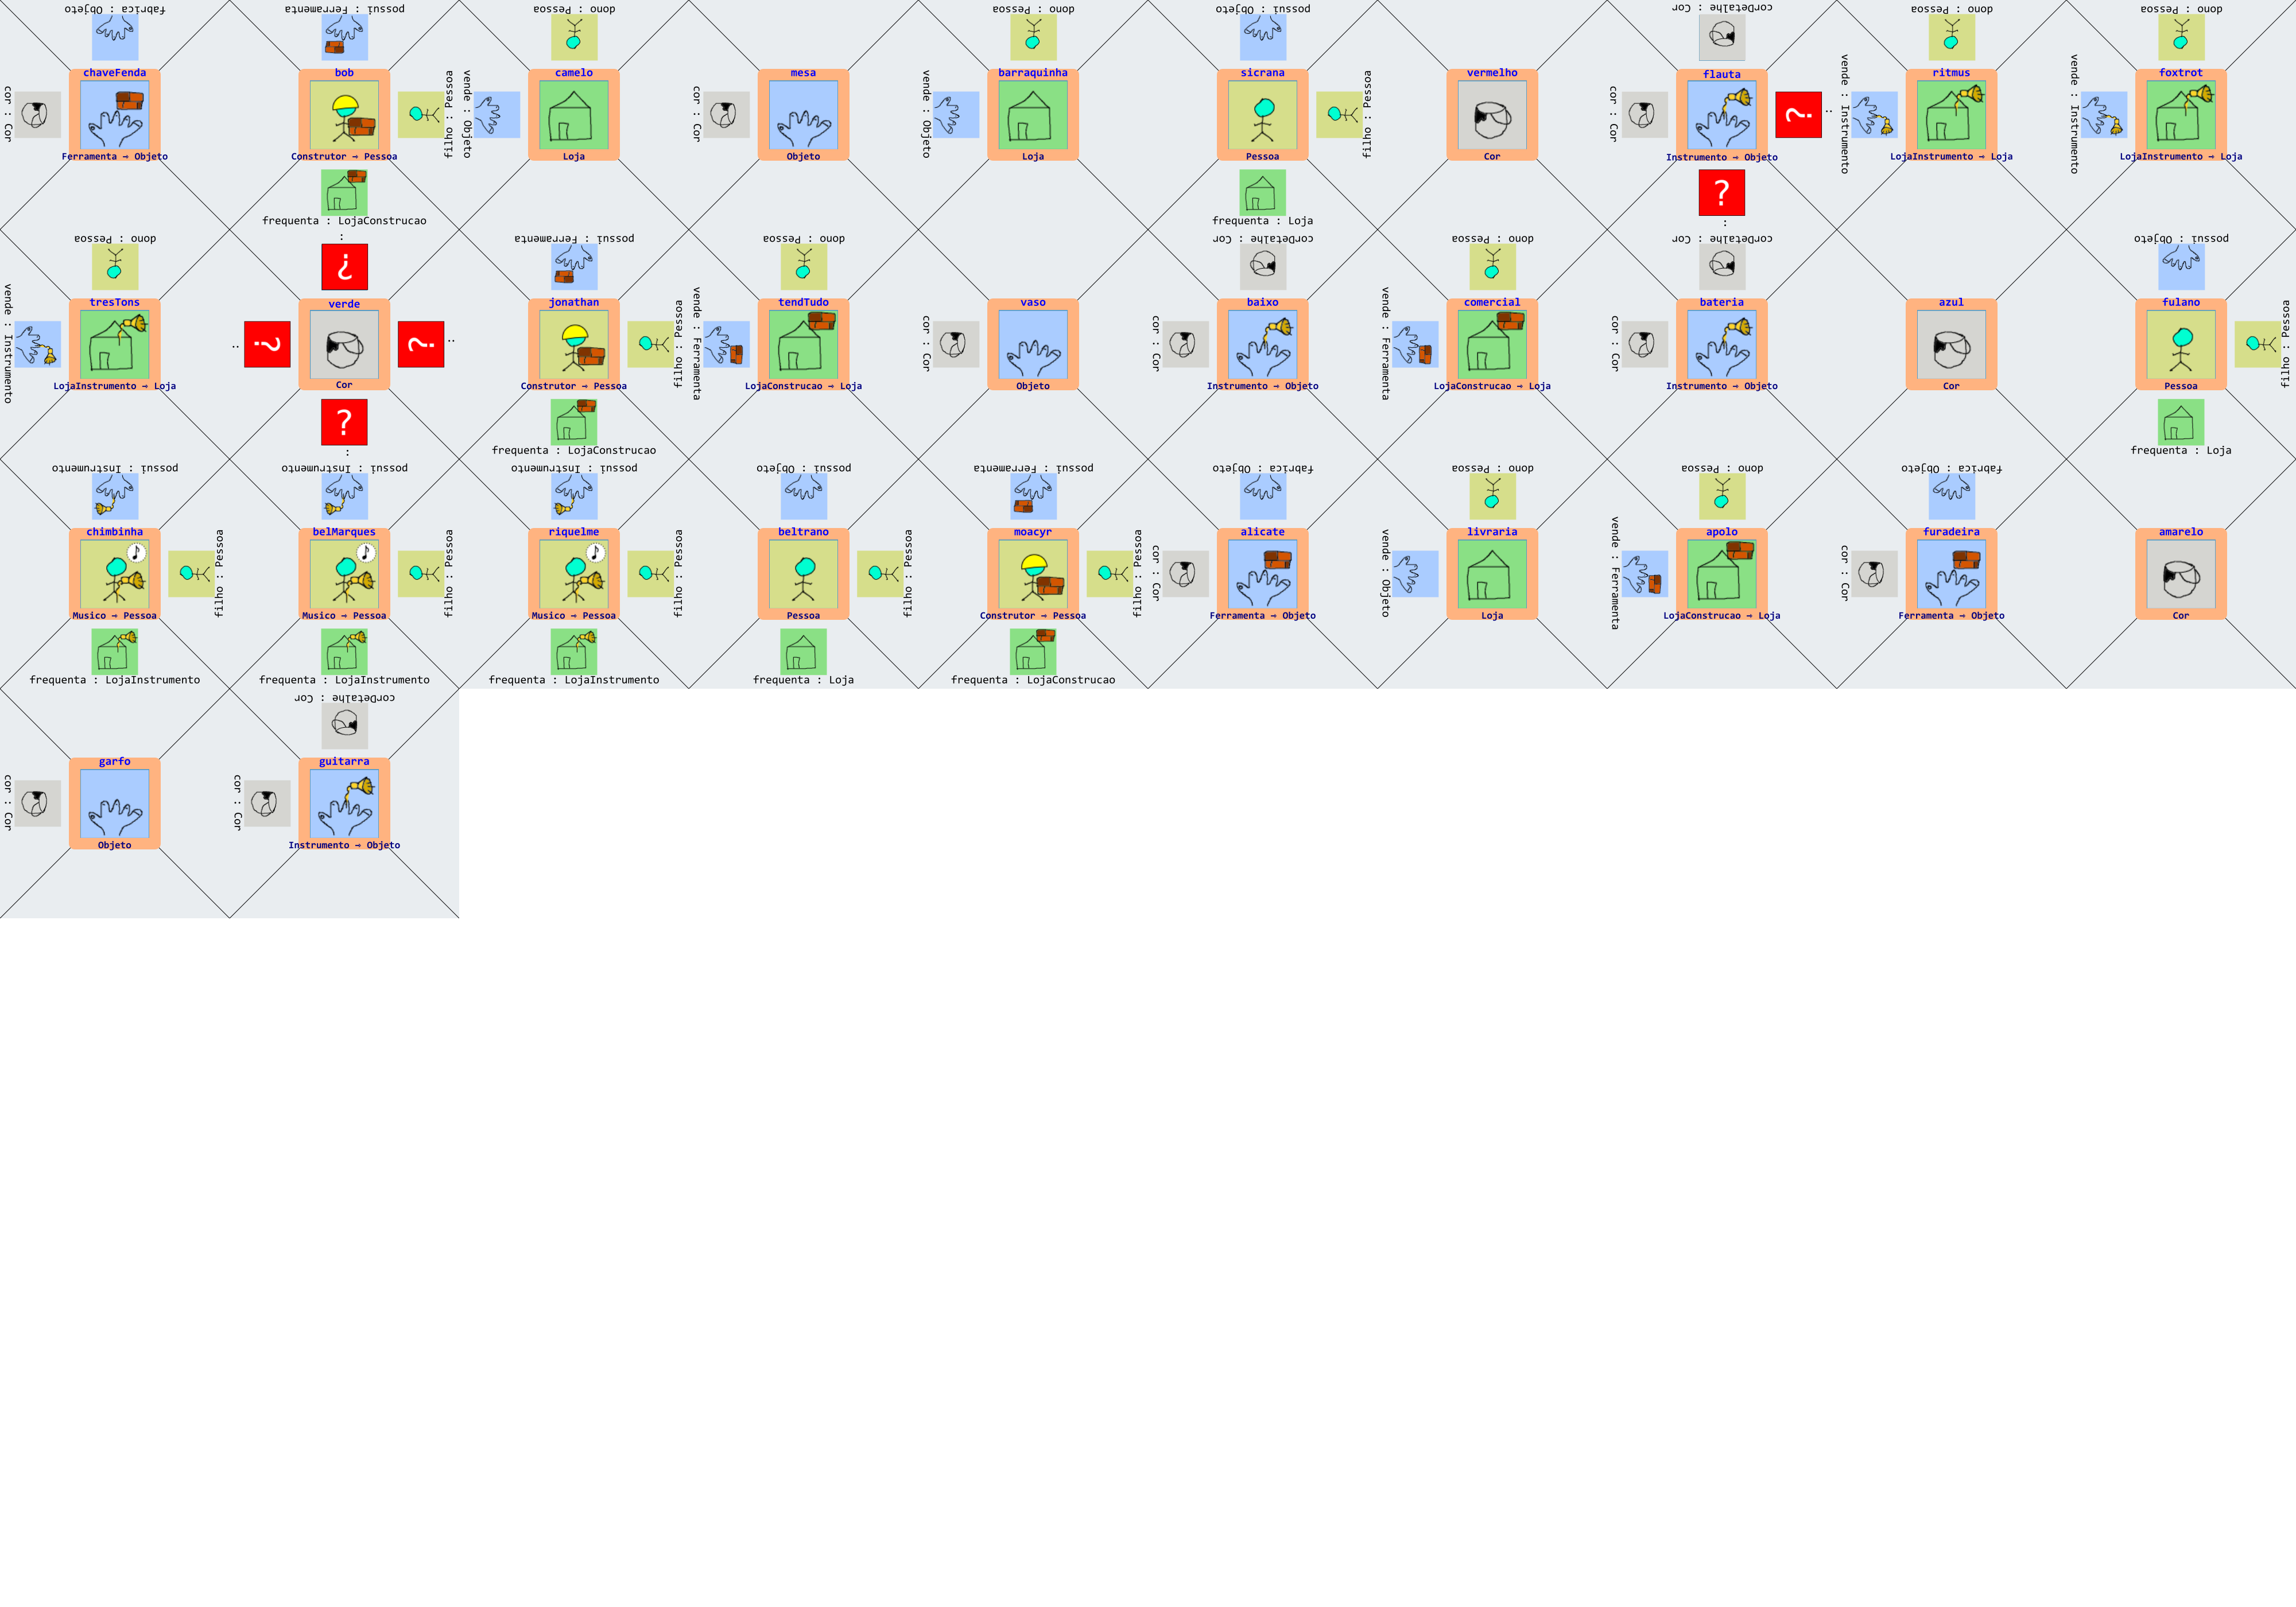 fabrica : Objeto
cor : Cor
chaveFenda
Ferramenta → Objeto
possui : Ferramenta
bob
Construtor → Pessoa
filho : Pessoa
frequenta : LojaConstrucao
dono : Pessoa
vende : Objeto
camelo
Loja
cor : Cor
mesa
Objeto
dono : Pessoa
vende : Objeto
barraquinha
Loja
possui : Objeto
sicrana
Pessoa
filho : Pessoa
frequenta : Loja
vermelho
Cor
corDetalhe : Cor
cor : Cor
flauta
Instrumento → Objeto
?
:
?
:
dono : Pessoa
vende : Instrumento
ritmus
LojaInstrumento → Loja
dono : Pessoa
vende : Instrumento
foxtrot
LojaInstrumento → Loja
dono : Pessoa
vende : Instrumento
tresTons
LojaInstrumento → Loja
:
?
:
?
verde
Cor
?
:
?
:
possui : Ferramenta
jonathan
Construtor → Pessoa
filho : Pessoa
frequenta : LojaConstrucao
dono : Pessoa
vende : Ferramenta
tendTudo
LojaConstrucao → Loja
cor : Cor
vaso
Objeto
corDetalhe : Cor
cor : Cor
baixo
Instrumento → Objeto
dono : Pessoa
vende : Ferramenta
comercial
LojaConstrucao → Loja
corDetalhe : Cor
cor : Cor
bateria
Instrumento → Objeto
azul
Cor
possui : Objeto
fulano
Pessoa
filho : Pessoa
frequenta : Loja
possui : Instrumento
chimbinha
Musico → Pessoa
filho : Pessoa
frequenta : LojaInstrumento
possui : Instrumento
belMarques
Musico → Pessoa
filho : Pessoa
frequenta : LojaInstrumento
possui : Instrumento
riquelme
Musico → Pessoa
filho : Pessoa
frequenta : LojaInstrumento
possui : Objeto
beltrano
Pessoa
filho : Pessoa
frequenta : Loja
possui : Ferramenta
moacyr
Construtor → Pessoa
filho : Pessoa
frequenta : LojaConstrucao
fabrica : Objeto
cor : Cor
alicate
Ferramenta → Objeto
dono : Pessoa
vende : Objeto
livraria
Loja
dono : Pessoa
vende : Ferramenta
apolo
LojaConstrucao → Loja
fabrica : Objeto
cor : Cor
furadeira
Ferramenta → Objeto
amarelo
Cor
cor : Cor
garfo
Objeto
corDetalhe : Cor
cor : Cor
guitarra
Instrumento → Objeto